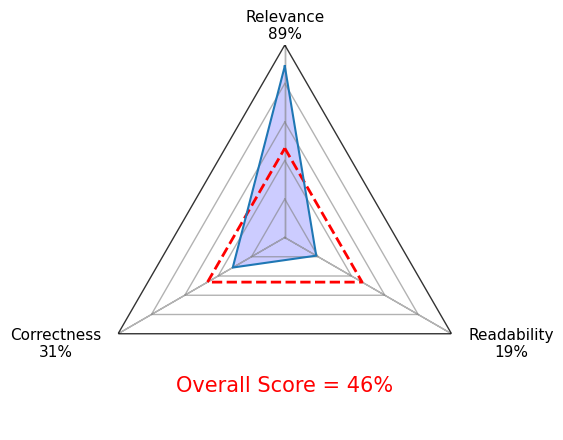 Relevance
89%
Correctness
31%
Readability
19%
Overall Score = 46%